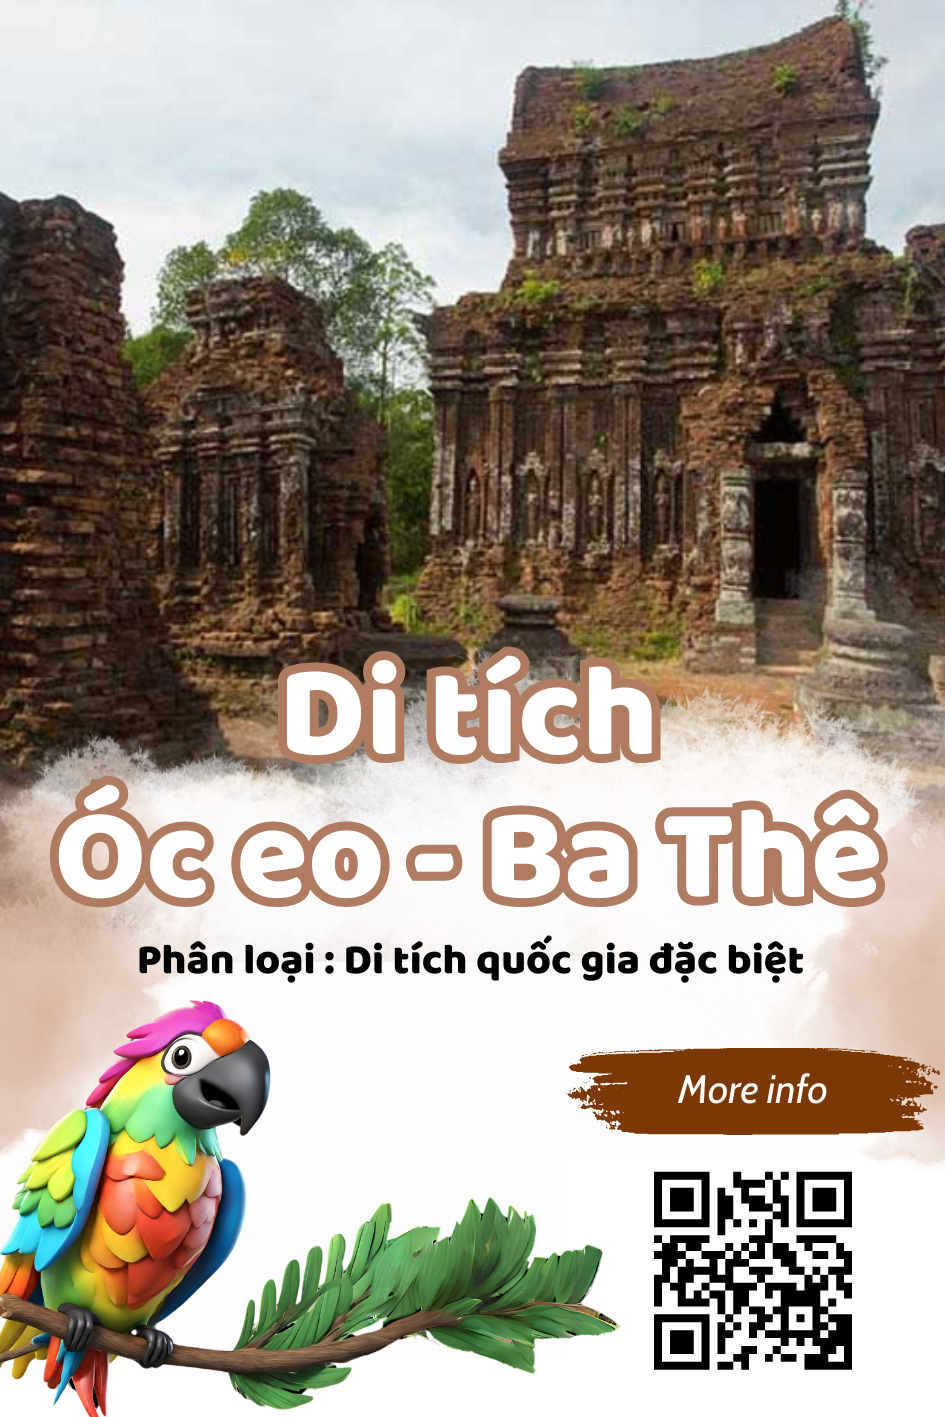 Di tích
Óc eo - Ba Thê
Phân loại : Di tích quốc gia đặc biệt
More info